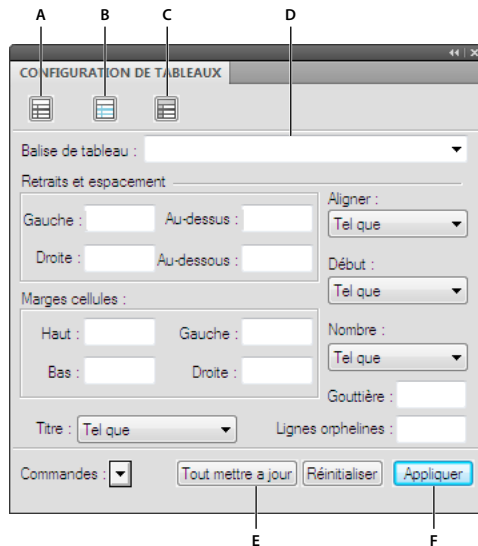 A B C D
CONFIGURATION DE TABLEAUX
Balise de tableau :
Retraits et espacement
Gauche : Au-dessus :
Droite : Au-dessous :
Aligner :
Tel que
Début :
Tel que
Marges cellules :
Haut : Gauche :
Bas : Droite :
Nombre :
Tel que
Gouttière :
Titre : Tel que Lignes orphelines :
Commandes : Tout mettre a jour Réinitialiser Appliquer
E F